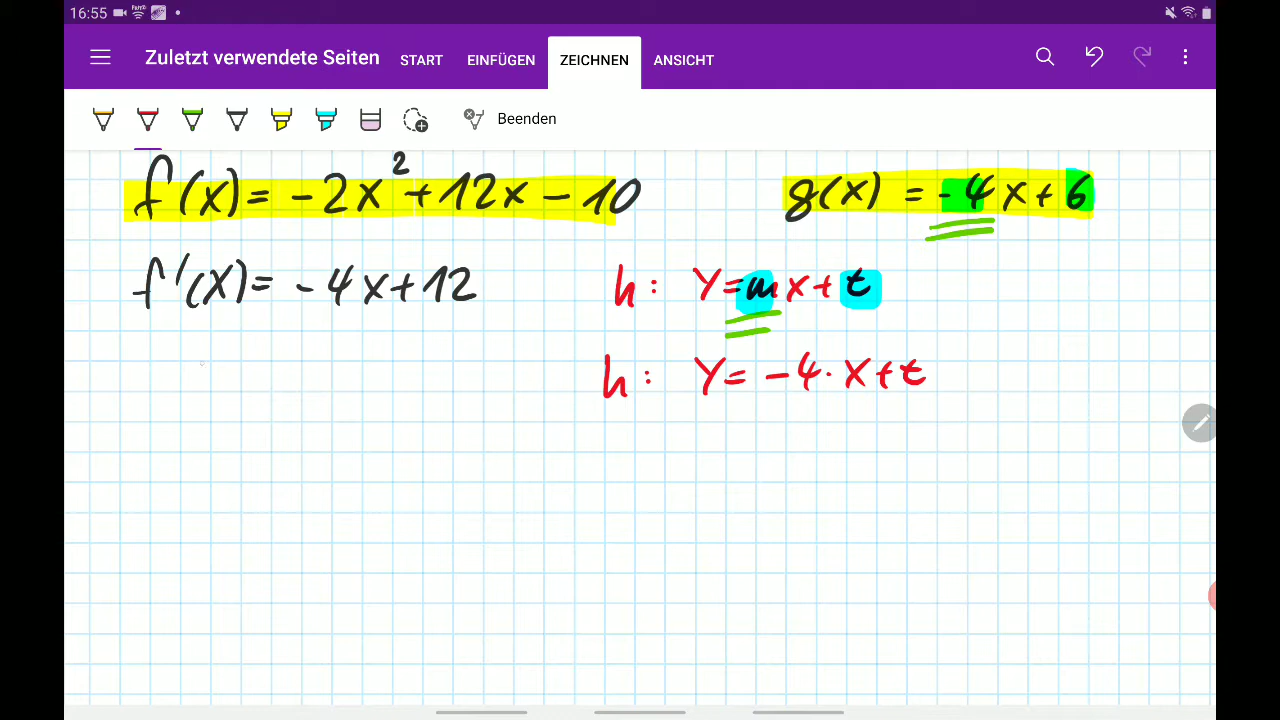 16:55
Zuletzt verwendete Seiten START EINFÜGEN ZEICHNEN ANSICHT
Beenden
f(x) = -2x² + 12x - 10 g(x) = -4x + 6
f'(x) = -4x + 12 h: y = mx + t
h: y = -4·x + t